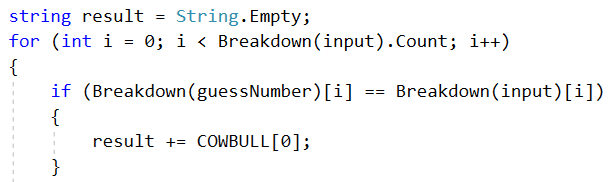 string result = String.Empty;
for (int i = 0; i < Breakdown(input).Count; i++)
{
if (Breakdown(guessNumber)[i] == Breakdown(input)[i])
{
result += COWBULL[0];
}